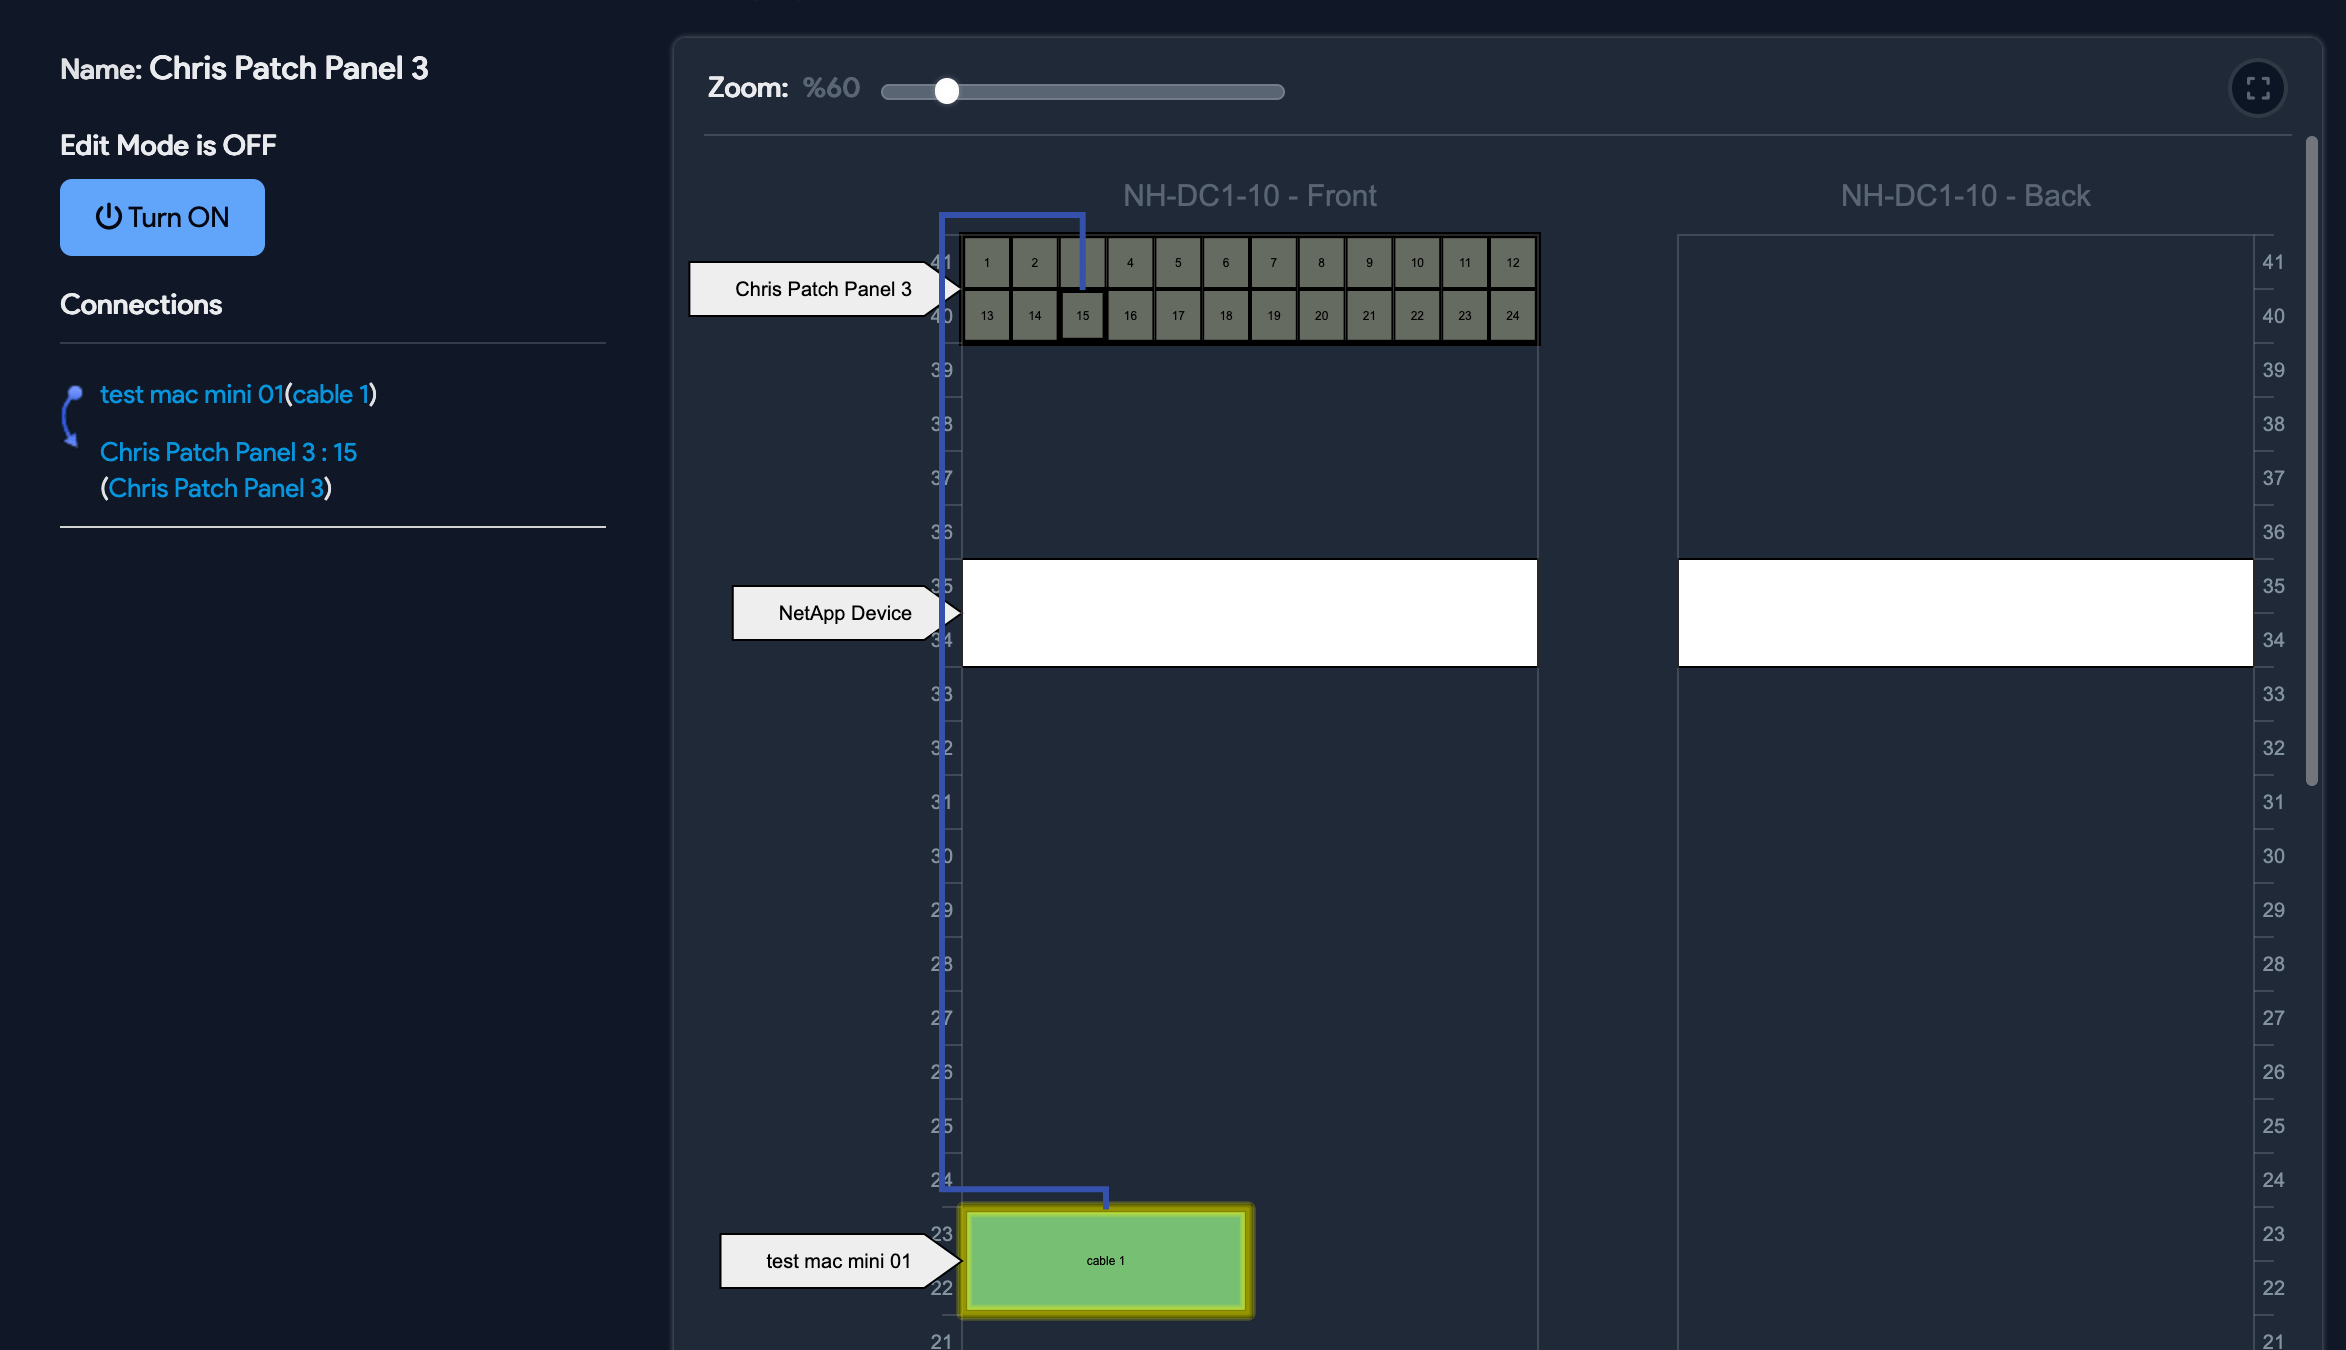 Name: Chris Patch Panel 3
Edit Mode is OFF
Turn ON
Connections
test mac mini 01(cable 1)
Chris Patch Panel 3 : 15
(Chris Patch Panel 3)
Zoom: %60
NH-DC1-10 - Front
NH-DC1-10 - Back
41
1 2 4 5 6 7 8 9 10 11 12
41
Chris Patch Panel 3
40
13 14 15 16 17 18 19 20 21 22 23 24
40
39
39
38
38
37
37
36
36
35
35
NetApp Device
34
34
33
33
32
32
31
31
30
30
29
29
28
28
27
27
26
26
25
25
24
24
23
23
test mac mini 01
cable 1
22
22
21
21